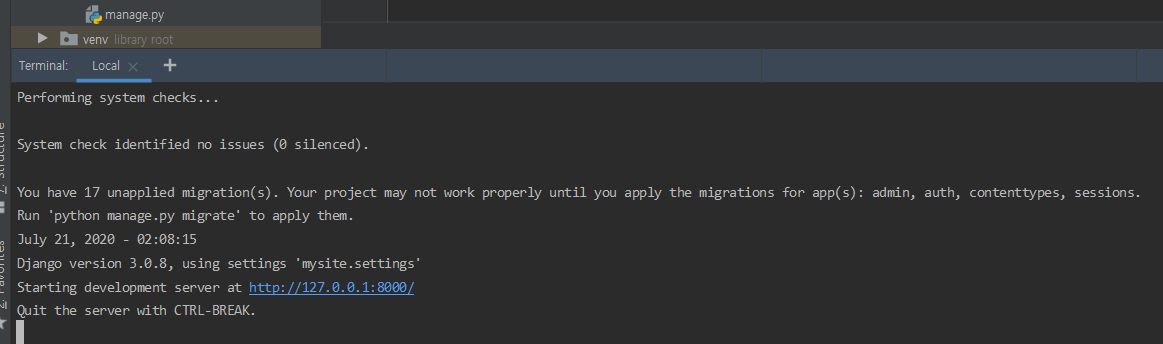 manage.py
venv library root
Terminal: Local
Performing system checks...
System check identified no issues (0 silenced).
You have 17 unapplied migration(s). Your project may not work properly until you apply the migrations for app(s): admin, auth, contenttypes, sessions.
Run 'python manage.py migrate' to apply them.
July 21, 2020 - 02:08:15
Django version 3.0.8, using settings 'mysite.settings'
Starting development server at http://127.0.0.1:8000/
Quit the server with CTRL-BREAK.
Structure
Favorites